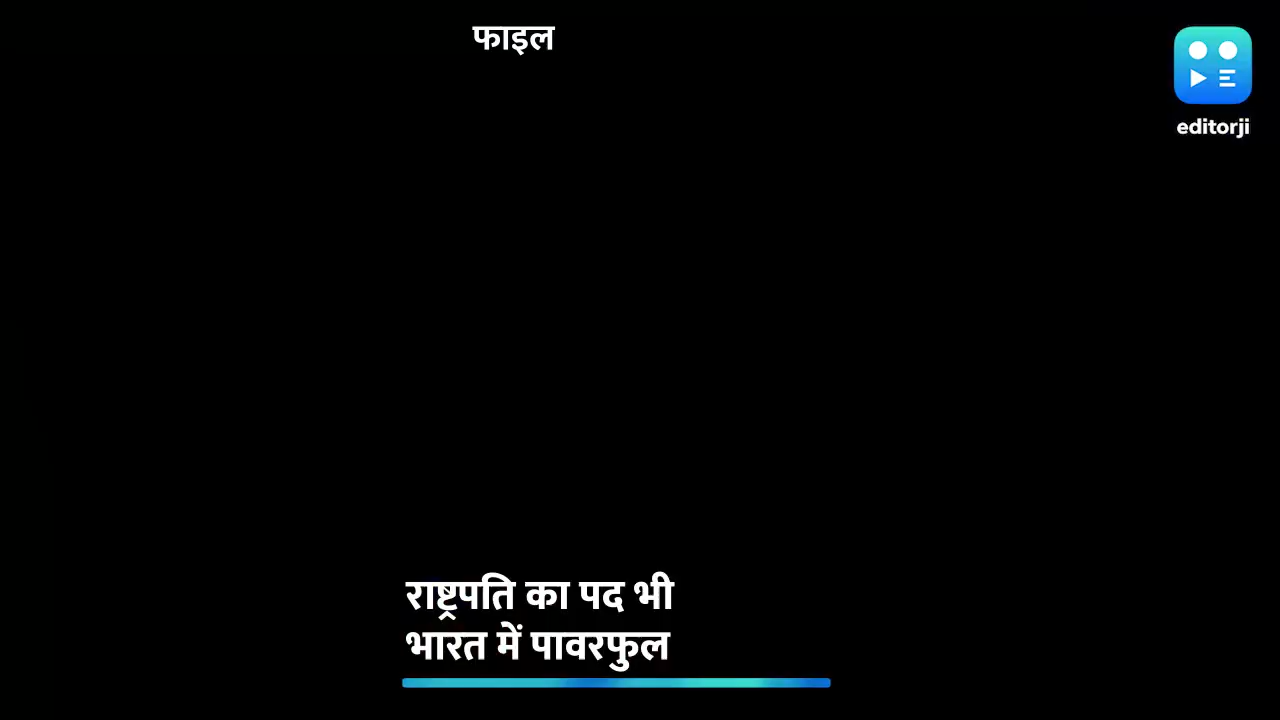 फाइल
editorji
राष्ट्रपति का पद भी
भारत में पावरफुल